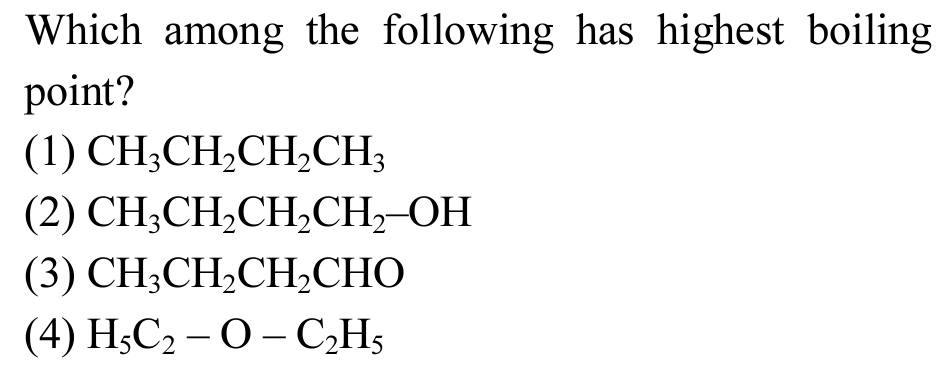 Which among the following has highest boiling
point?
(1) CH₃CH₂CH₂CH₃
(2) CH₃CH₂CH₂CH₂–OH
(3) CH₃CH₂CH₂CHO
(4) H₅C₂ – O – C₂H₅